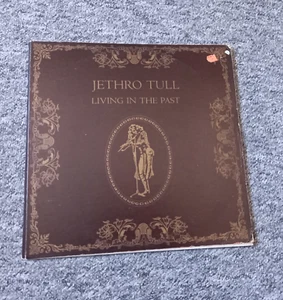 JETHRO TULL
LIVING IN THE PAST